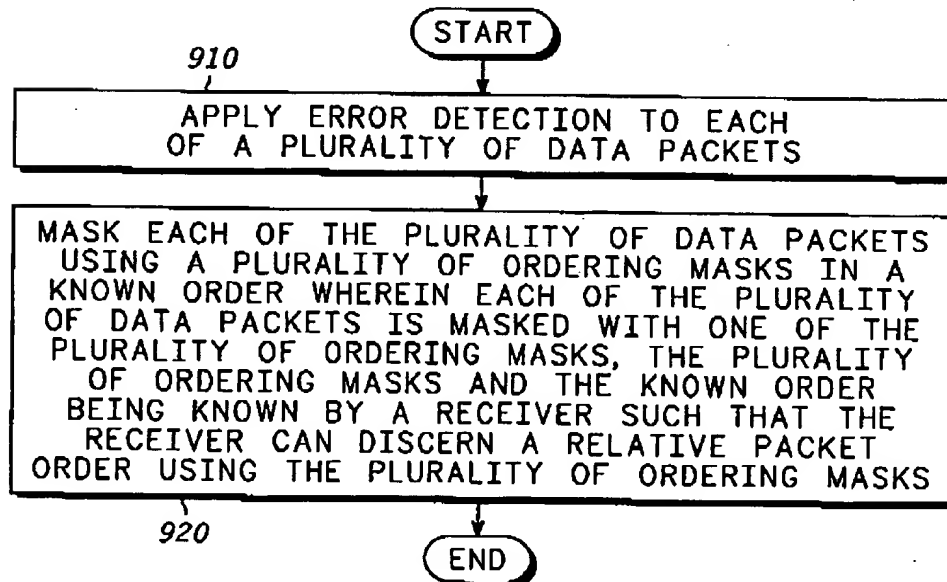 START
910
APPLY ERROR DETECTION TO EACH
OF A PLURALITY OF DATA PACKETS
MASK EACH OF THE PLURALITY OF DATA PACKETS
USING A PLURALITY OF ORDERING MASKS IN A
KNOWN ORDER WHEREIN EACH OF THE PLURALITY
OF DATA PACKETS IS MASKED WITH ONE OF THE
PLURALITY OF ORDERING MASKS, THE PLURALITY
OF ORDERING MASKS AND THE KNOWN ORDER
BEING KNOWN BY A RECEIVER SUCH THAT THE
RECEIVER CAN DISCERN A RELATIVE PACKET
ORDER USING THE PLURALITY OF ORDERING MASKS
920
END